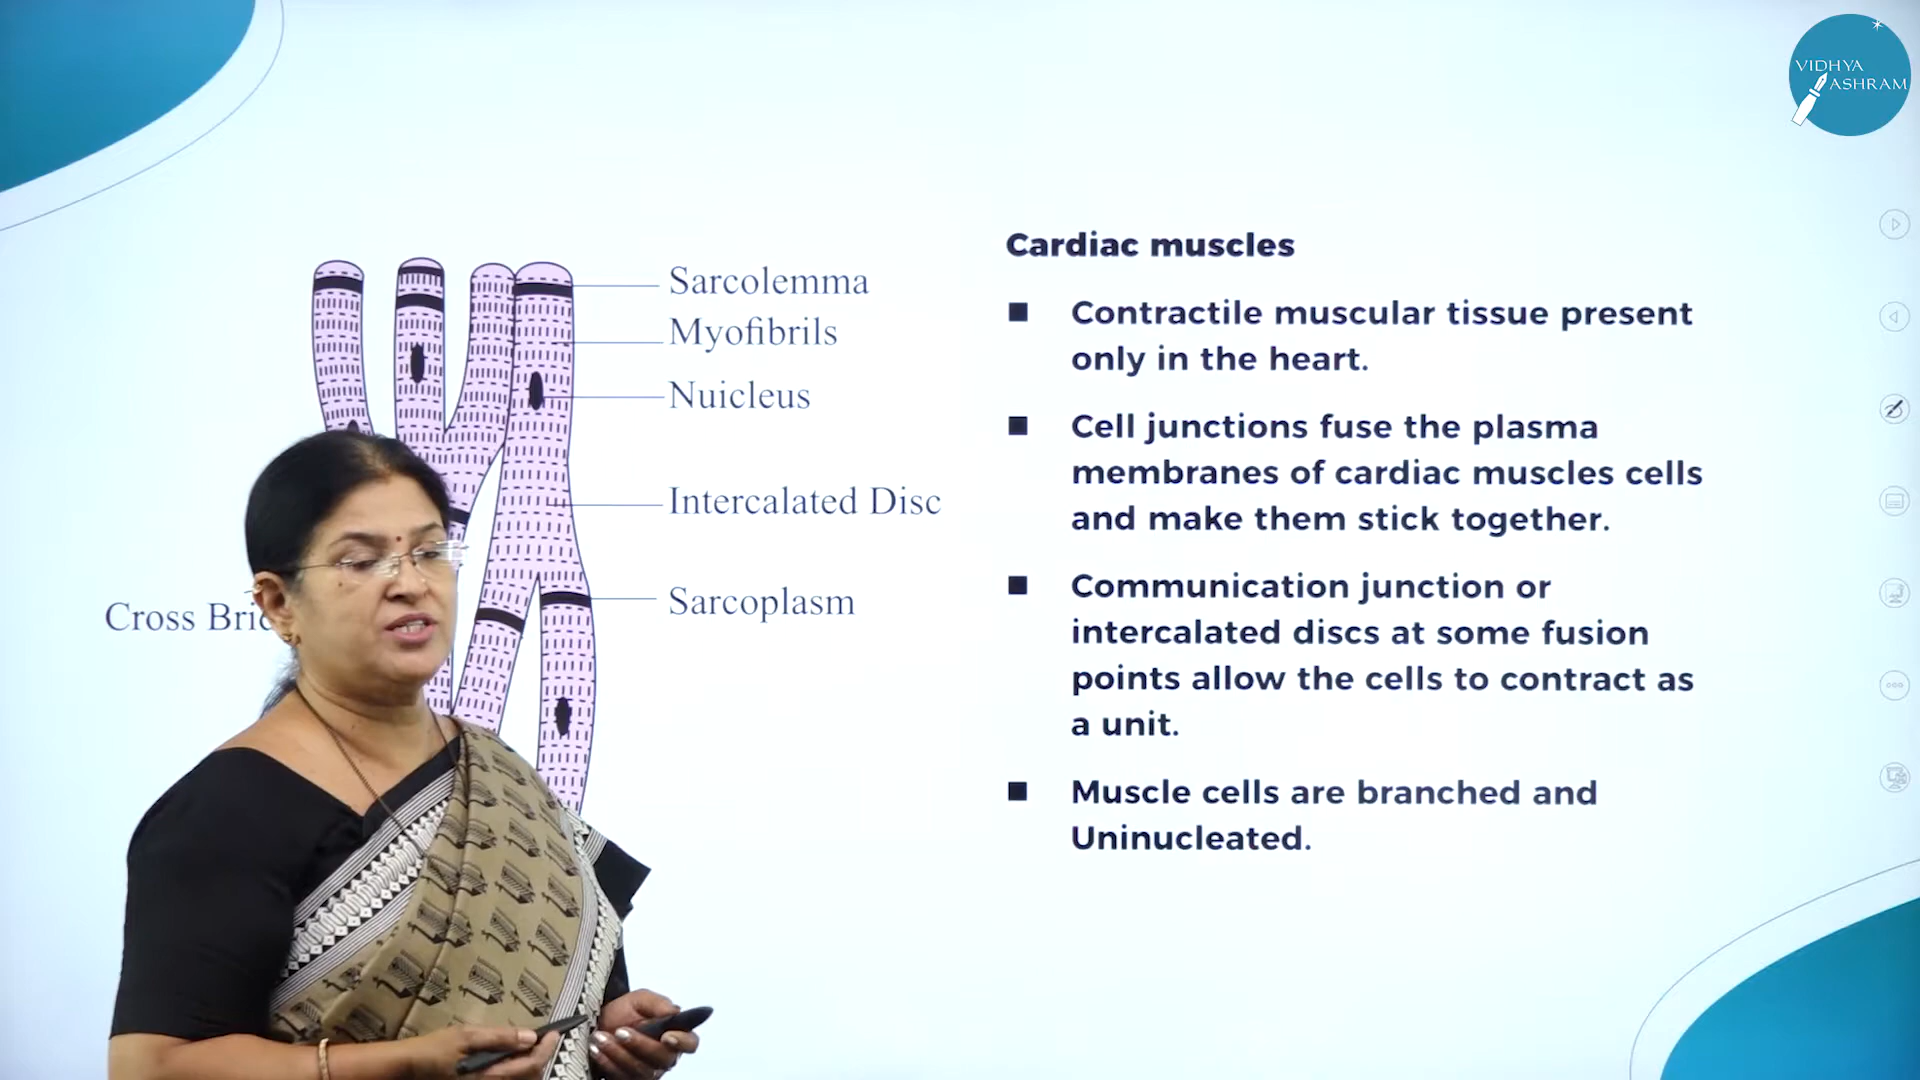 VIDHYA
ASHRAM
Sarcolemma
Myofibrils
Nuicleus
Intercalated Disc
Cross
Sarcoplasm
Cardiac muscles
Contractile muscular tissue present
only in the heart.
Cell junctions fuse the plasma
membranes of cardiac muscles cells
and make them stick together.
Communication junction or
intercalated discs at some fusion
points allow the cells to contract as
a unit.
Muscle cells are branched and
Uninucleated.